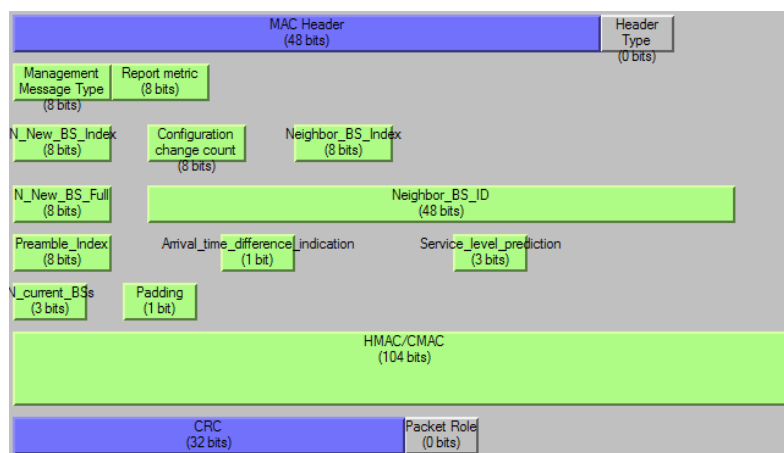 MAC Header
(48 bits)
Header
Type
(0 bits)
Management
Message Type
(8 bits)
Report metric
(8 bits)
N_New_BS_Index
(8 bits)
Configuration
change count
(8 bits)
Neighbor_BS_Index
(8 bits)
N_New_BS_Full
(8 bits)
Neighbor_BS_ID
(48 bits)
Preamble_Index
(8 bits)
Arrival_time_difference_indication
(1 bit)
Service_level_prediction
(3 bits)
N_current_BSs
(3 bits)
Padding
(1 bit)
HMAC/CMAC
(104 bits)
CRC
(32 bits)
Packet Role
(0 bits)